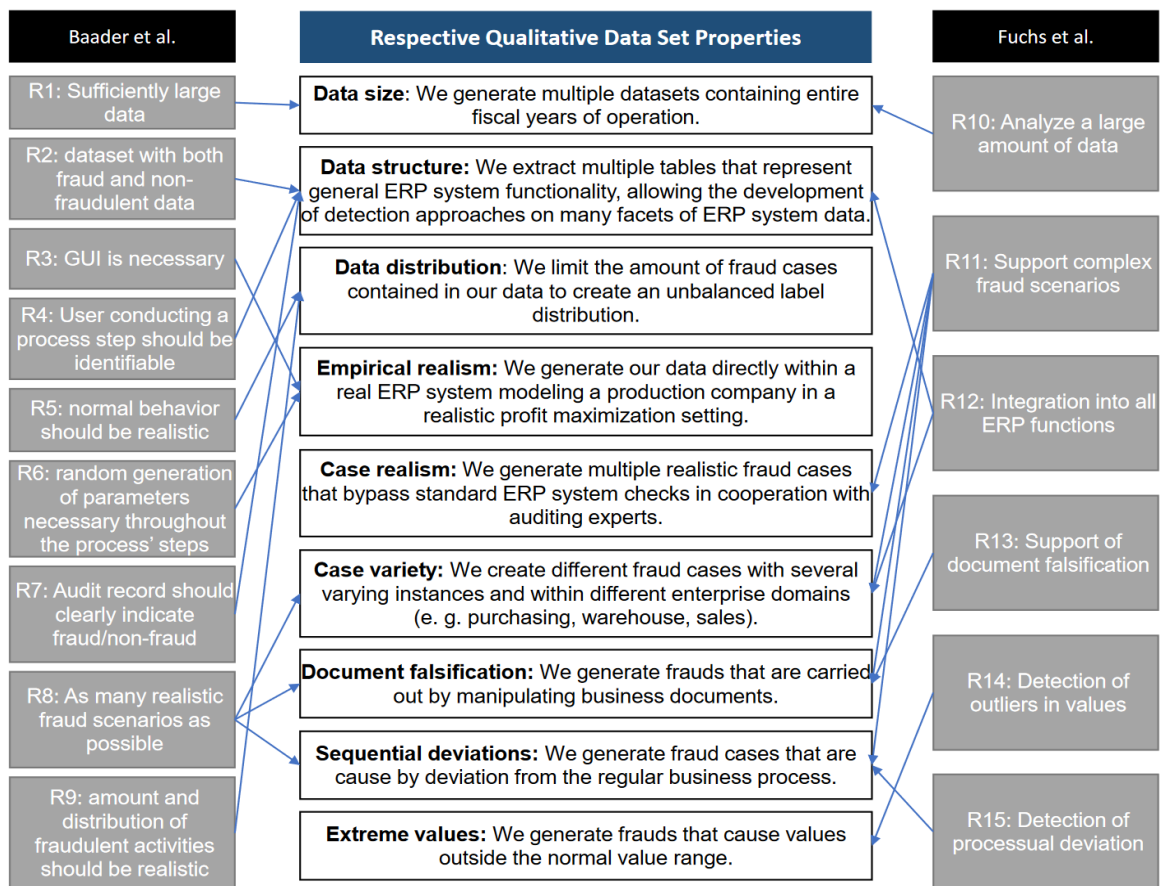 Baader et al.
R1: Sufficiently large
data
R2: dataset with both
fraud and non-
fraudulent data
R3: GUI is necessary
R4: User conducting a
process step should be
identifiable
R5: normal behavior
should be realistic
R6: random generation
of parameters
necessary throughout
the process’ steps
R7: Audit record should
clearly indicate
fraud/non-fraud
R8: As many realistic
fraud scenarios as
possible
R9: amount and
distribution of
fraudulent activities
should be realistic
Respective Qualitative Data Set Properties
Data size: We generate multiple datasets containing entire
fiscal years of operation.
Data structure: We extract multiple tables that represent
general ERP system functionality, allowing the development
of detection approaches on many facets of ERP system data.
Data distribution: We limit the amount of fraud cases
contained in our data to create an unbalanced label
distribution.
Empirical realism: We generate our data directly within a
real ERP system modeling a production company in a
realistic profit maximization setting.
Case realism: We generate multiple realistic fraud cases
that bypass standard ERP system checks in cooperation with
auditing experts.
Case variety: We create different fraud cases with several
varying instances and within different enterprise domains
(e. g. purchasing, warehouse, sales).
Document falsification: We generate frauds that are carried
out by manipulating business documents.
Sequential deviations: We generate fraud cases that are
cause by deviation from the regular business process.
Extreme values: We generate frauds that cause values
outside the normal value range.
Fuchs et al.
R10: Analyze a large
amount of data
R11: Support complex
fraud scenarios
R12: Integration into all
ERP functions
R13: Support of
document falsification
R14: Detection of
outliers in values
R15: Detection of
processual deviation